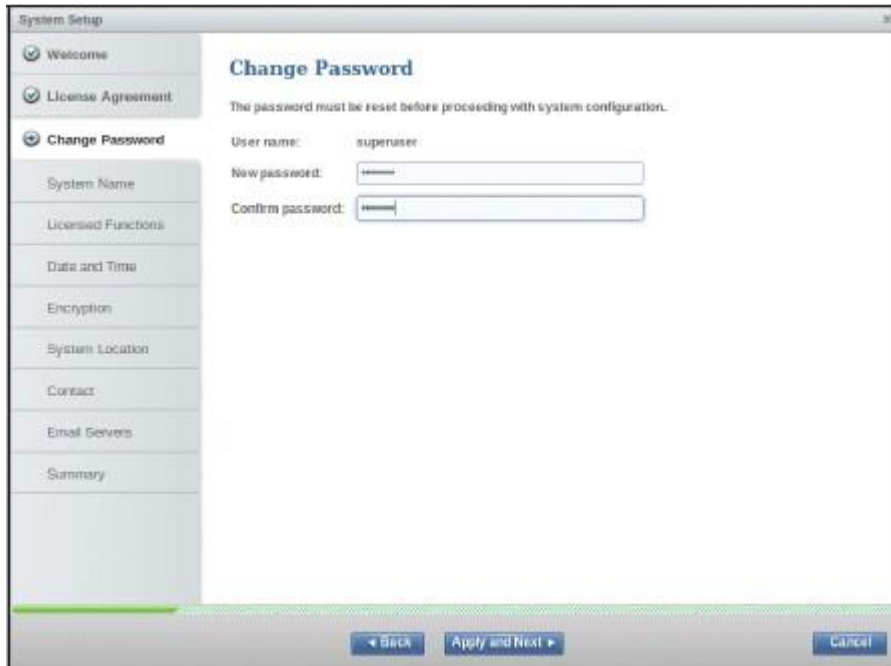 System Setup
Welcome
License Agreement
Change Password
System Name
Licensed Functions
Date and Time
Encryption
System Location
Contact
Email Servers
Summary
Change Password
The password must be reset before proceeding with system configuration.
User name: superuser
New password:
Confirm password:
Back
Apply and Next
Cancel